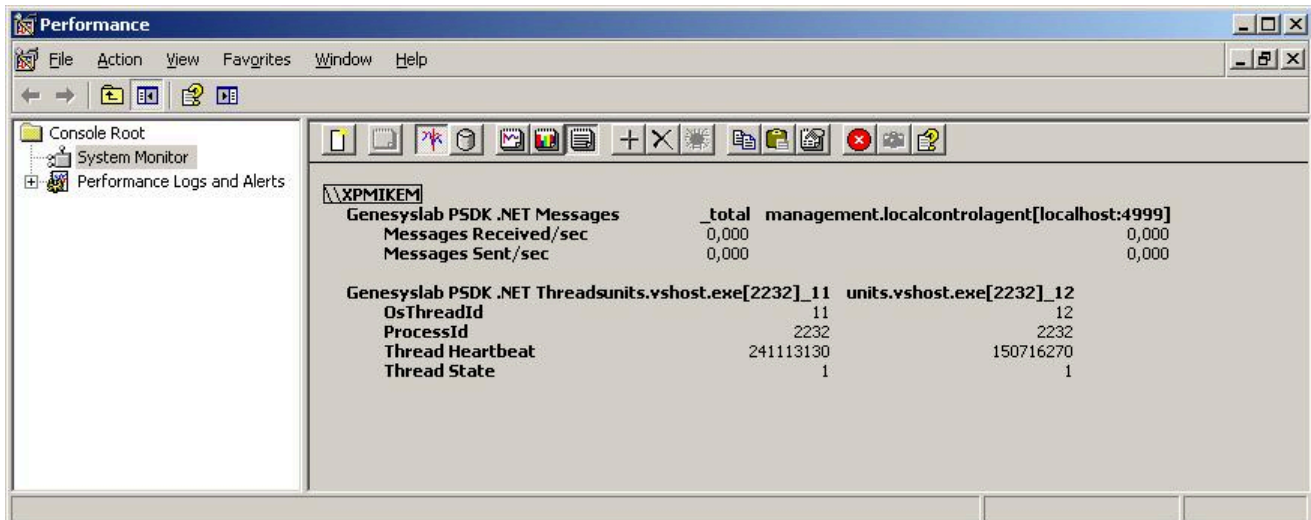 Performance
File Action View Favorites Window Help
Console Root
System Monitor
Performance Logs and Alerts
\\XPMIKEM
Genesyslab PSDK .NET Messages _total management.localcontrolagent[localhost:4999]
Messages Received/sec 0,000 0,000
Messages Sent/sec 0,000 0,000
Genesyslab PSDK .NET Threadsunits.vshost.exe[2232]_11 units.vshost.exe[2232]_12
OsThreadId 11 12
ProcessId 2232 2232
Thread Heartbeat 241113130 150716270
Thread State 1 1